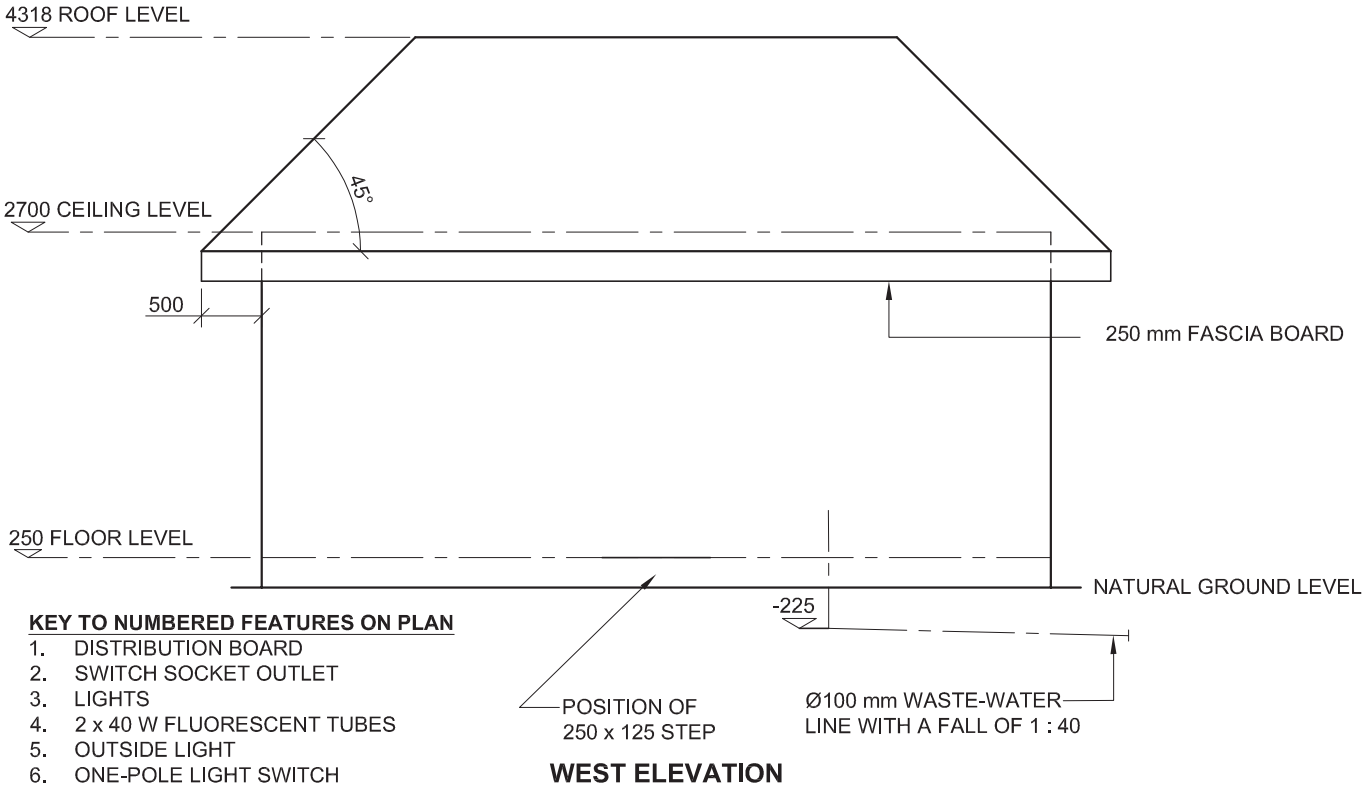 4318 ROOF LEVEL
45°
2700 CEILING LEVEL
500
250 mm FASCIA BOARD
250 FLOOR LEVEL
NATURAL GROUND LEVEL
-225
KEY TO NUMBERED FEATURES ON PLAN
1. DISTRIBUTION BOARD
2. SWITCH SOCKET OUTLET
3. LIGHTS
4. 2 x 40 W FLUORESCENT TUBES
5. OUTSIDE LIGHT
6. ONE-POLE LIGHT SWITCH
POSITION OF
250 x 125 STEP
Ø100 mm WASTE-WATER
LINE WITH A FALL OF 1 : 40
WEST ELEVATION